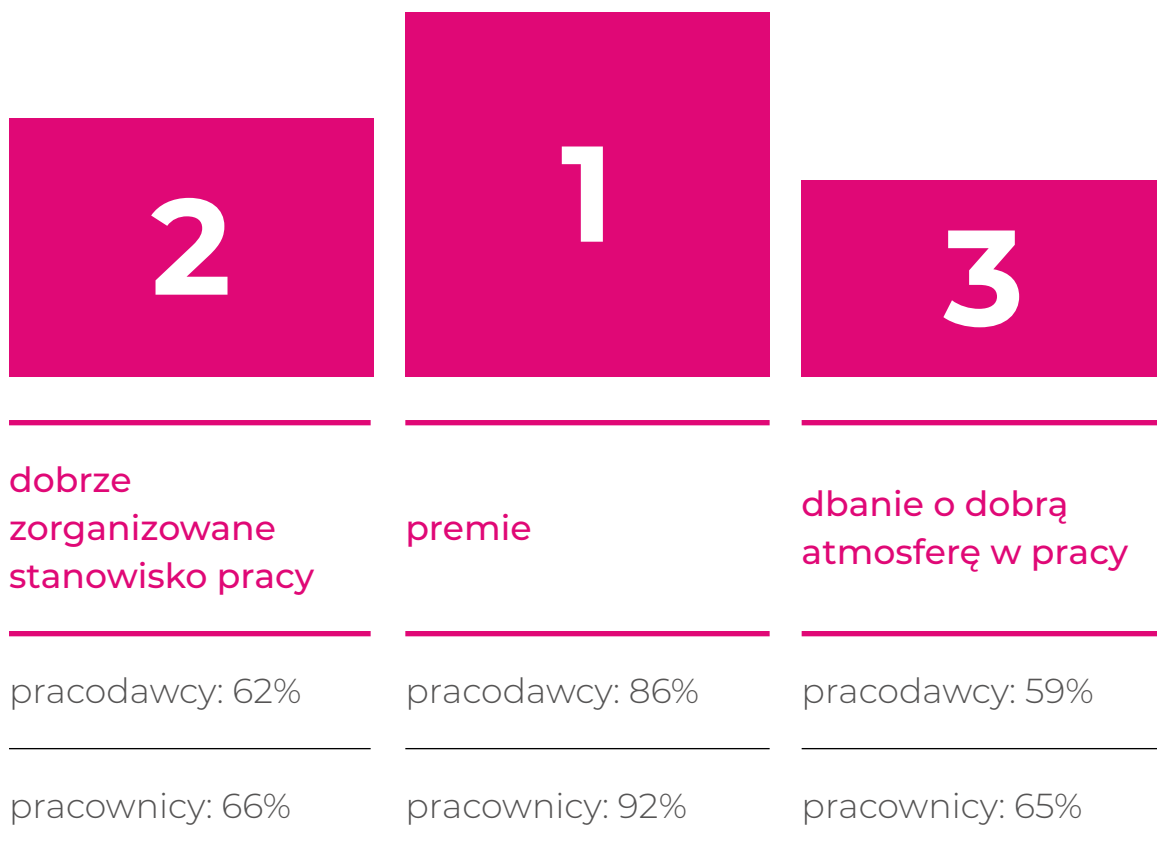 2
dobrze
zorganizowane
stanowisko pracy
pracodawcy: 62%
pracownicy: 66%
1
premie
pracodawcy: 86%
pracownicy: 92%
3
dbanie o dobrą
atmosferę w pracy
pracodawcy: 59%
pracownicy: 65%